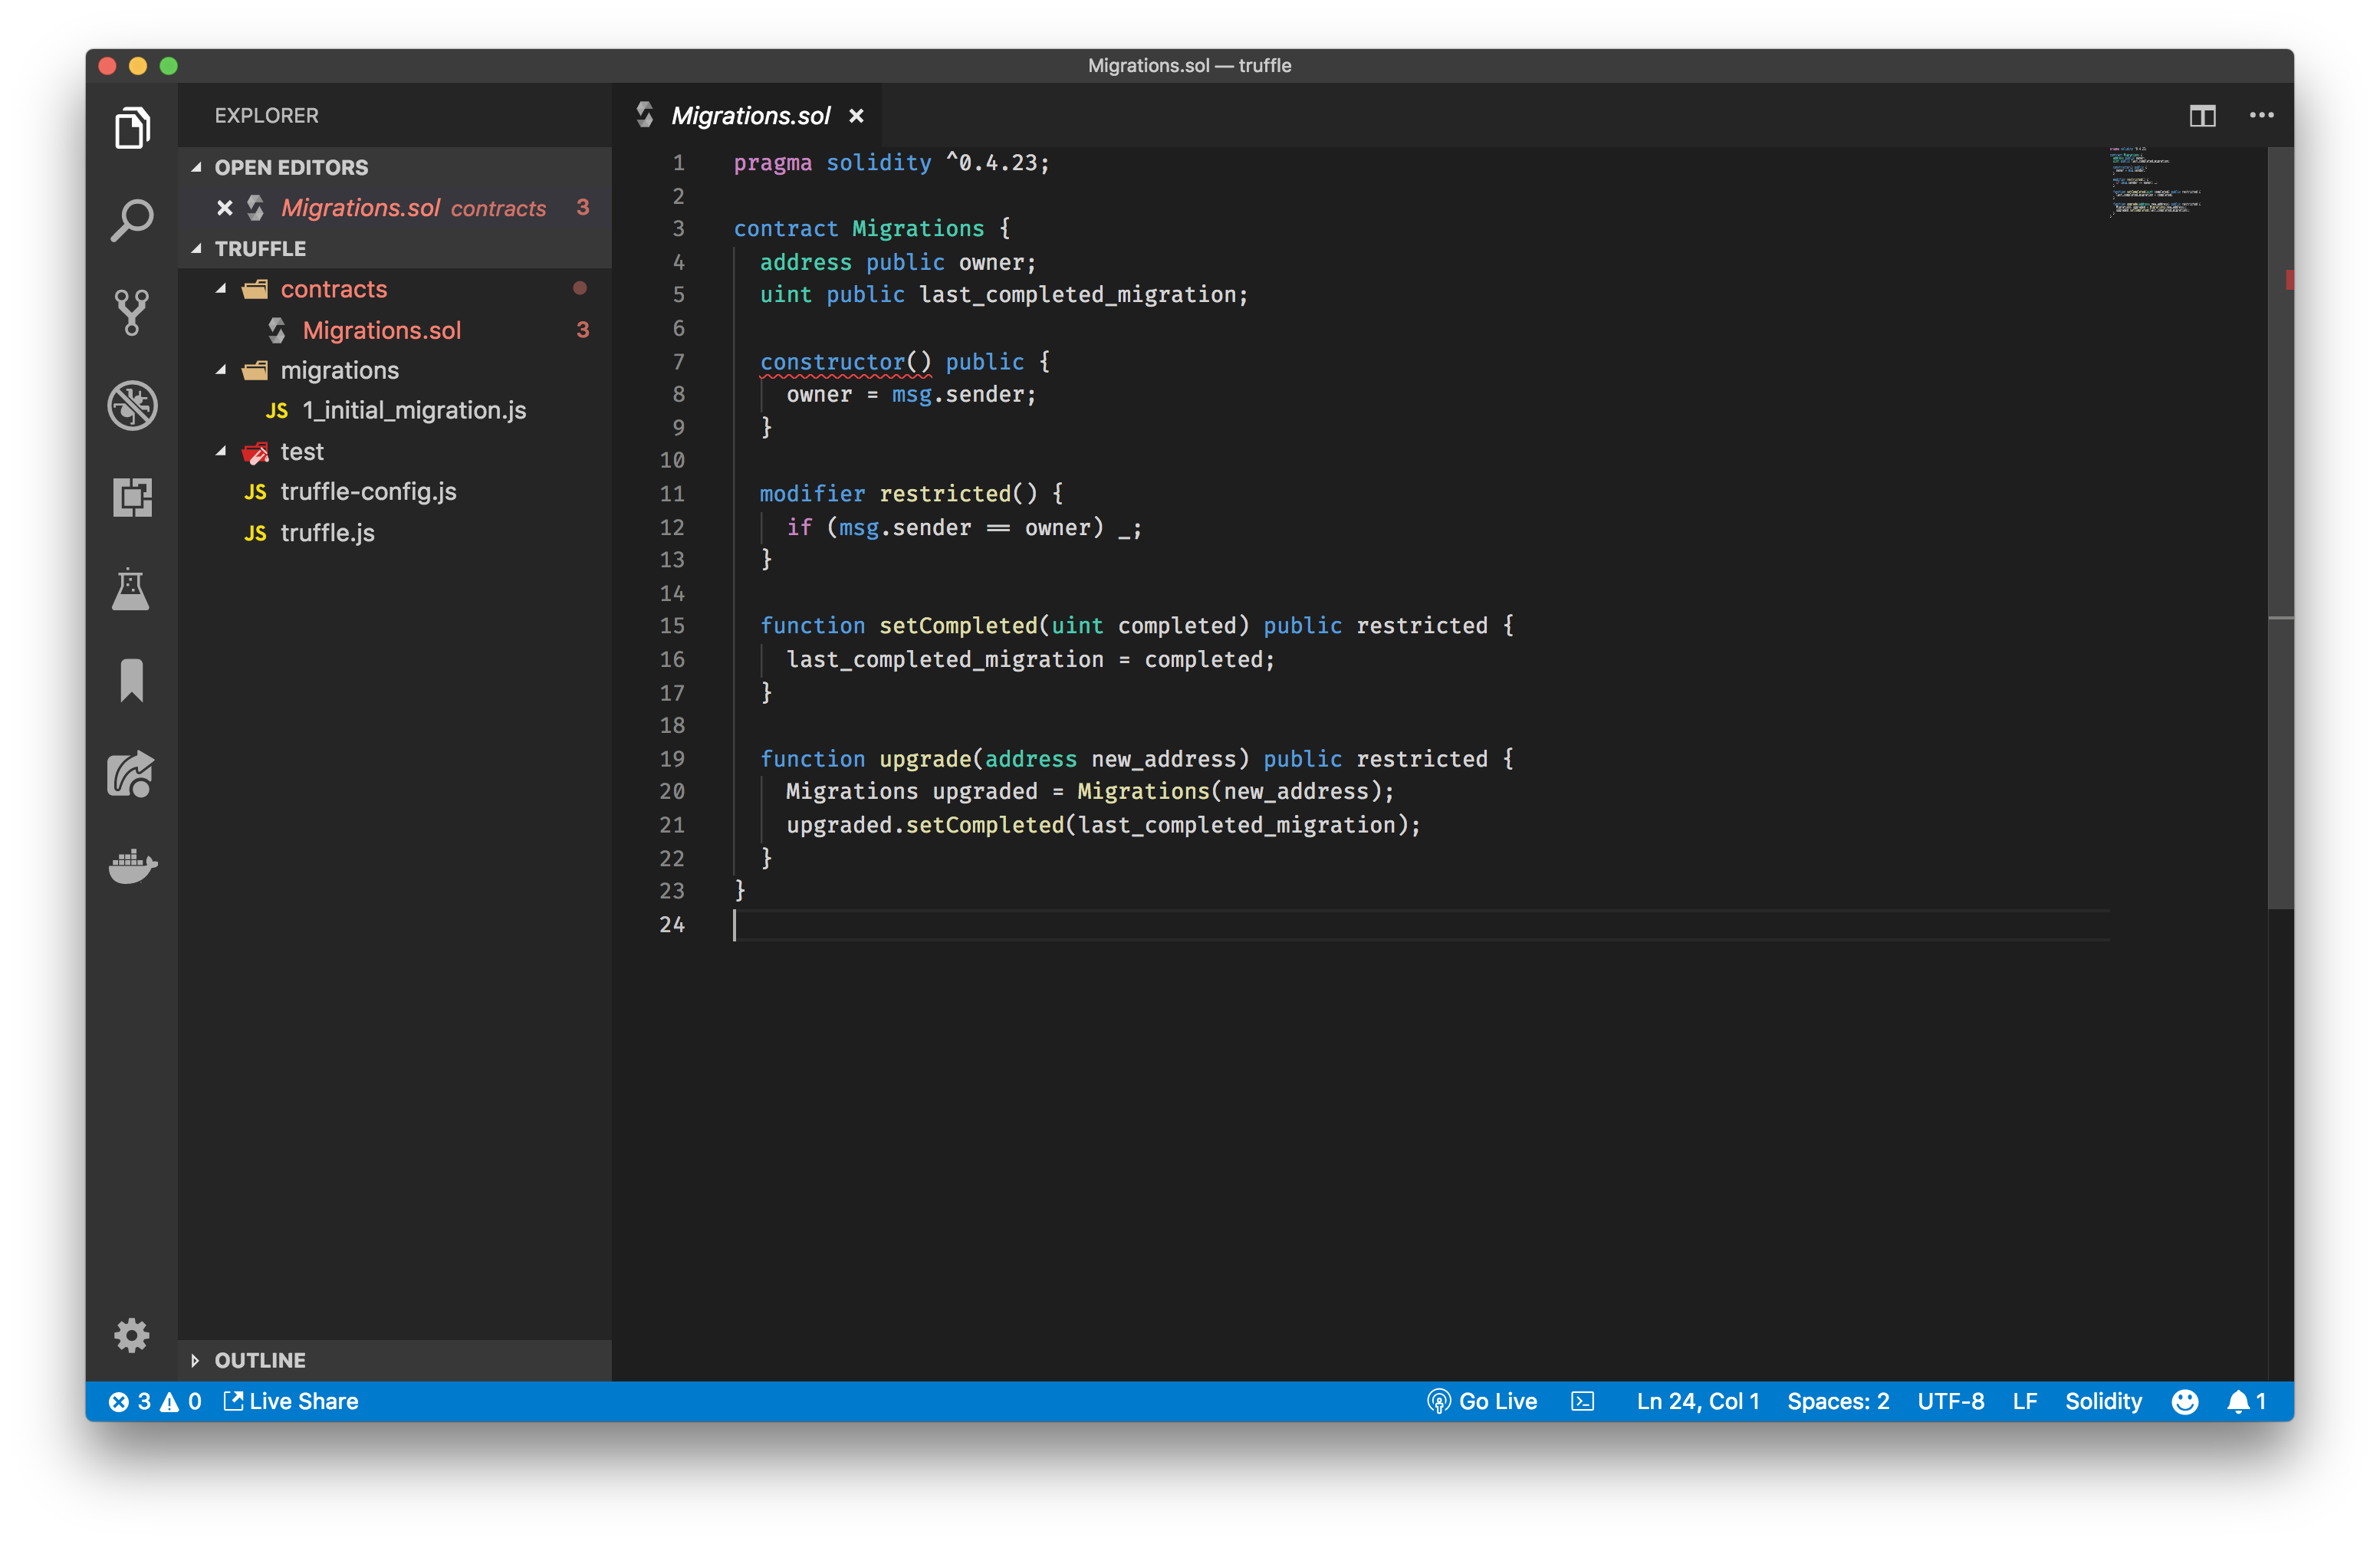 Migrations.sol — truffle
EXPLORER
OPEN EDITORS
Migrations.sol contracts 3
TRUFFLE
contracts
Migrations.sol 3
migrations
JS 1_initial_migration.js
test
JS truffle-config.js
JS truffle.js
OUTLINE
Migrations.sol
1 pragma solidity ^0.4.23;
2
3 contract Migrations {
4   address public owner;
5   uint public last_completed_migration;
6
7   constructor() public {
8     owner = msg.sender;
9   }
10
11   modifier restricted() {
12     if (msg.sender == owner) _;
13   }
14
15   function setCompleted(uint completed) public restricted {
16     last_completed_migration = completed;
17   }
18
19   function upgrade(address new_address) public restricted {
20     Migrations upgraded = Migrations(new_address);
21     upgraded.setCompleted(last_completed_migration);
22   }
23 }
24
3 0 Live Share Go Live Ln 24, Col 1 Spaces: 2 UTF-8 LF Solidity 1